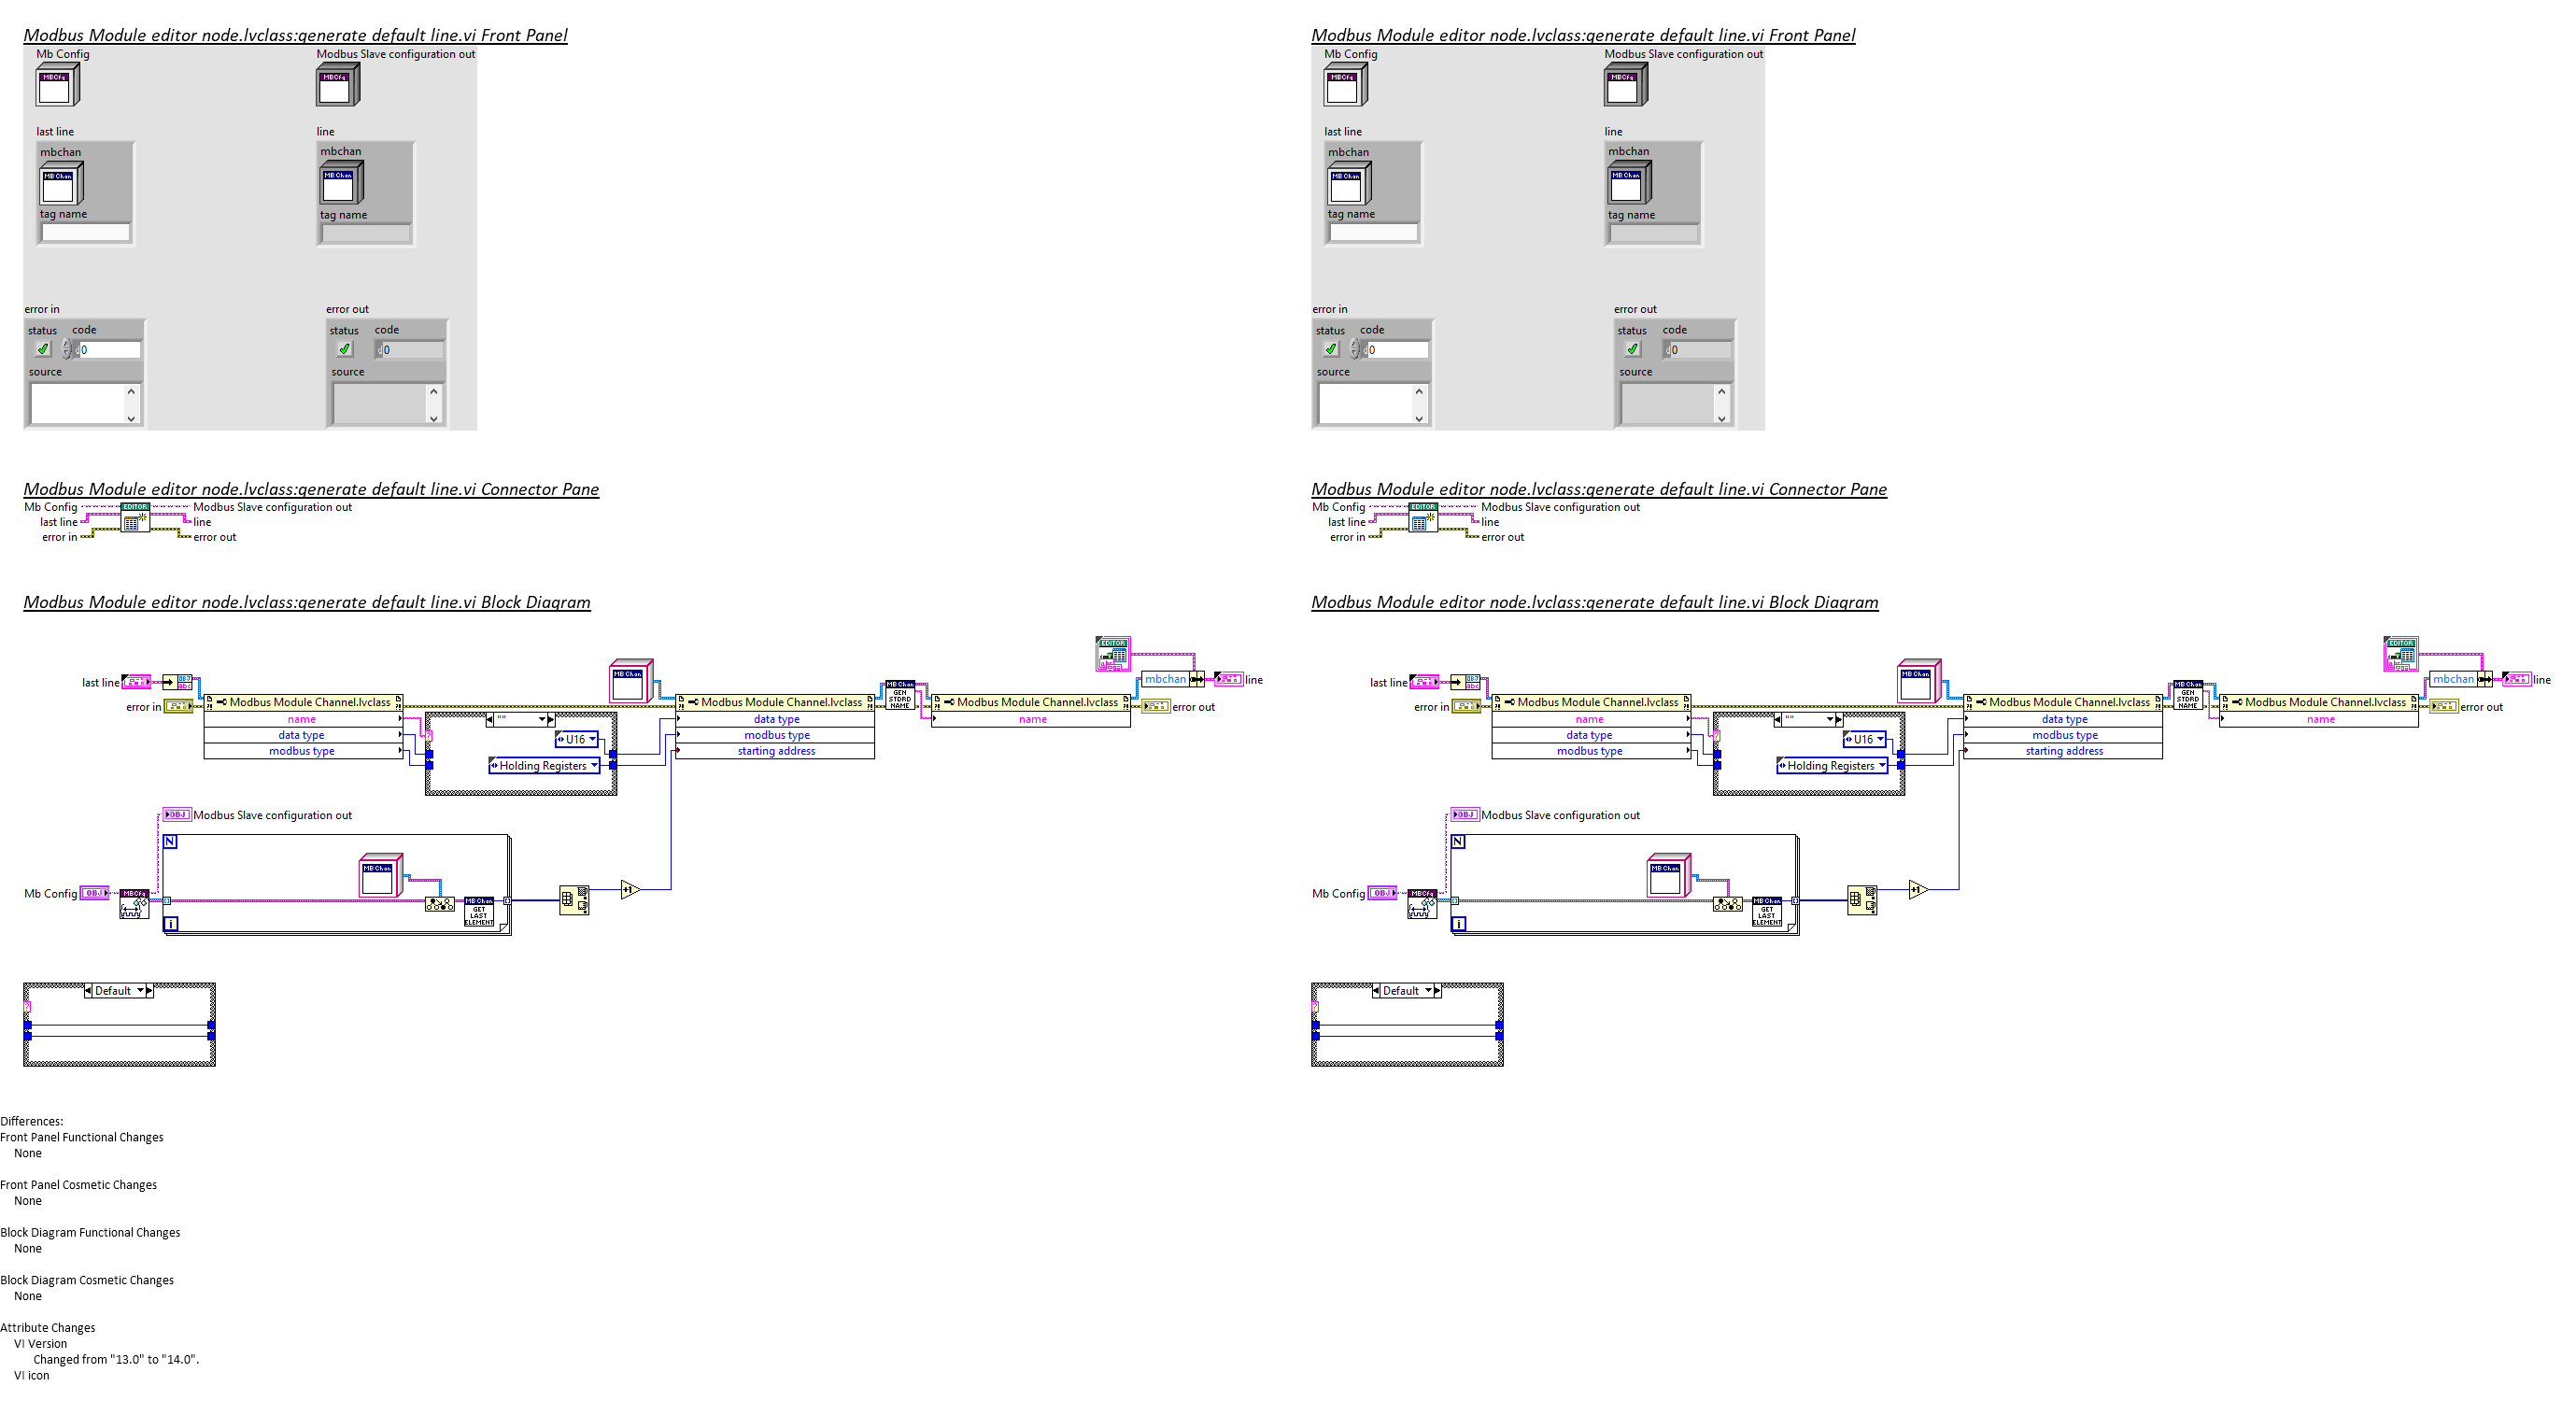 Modbus Module editor node.lvclass:generate default line.vi Front Panel
Mb Config
Modbus Slave configuration out
MBCfg
MBCfg
last line
line
mbchan
mbchan
MB Chan
MB Chan
tag name
tag name
error in
error out
status code
status code
0
0
source
source
Modbus Module editor node.lvclass:generate default line.vi Connector Pane
Mb Config
EDITOR
Modbus Slave configuration out
last line
line
error in
error out
Modbus Module editor node.lvclass:generate default line.vi Block Diagram
EDITOR
last line
OBJ
abc
MB Chan
MB Chan
GEN
STDRD
NAME
mbchan
line
error in
Modbus Module Channel.lvclass
Modbus Module Channel.lvclass
Modbus Module Channel.lvclass
error out
name
""
data type
name
data type
U16
modbus type
modbus type
Holding Registers
starting address
OBJ
Modbus Slave configuration out
N
MB Chan
Mb Config
OBJ
MBCfg
+1
MB Chan
GET
LAST
ELEMENT
i
Default
Modbus Module editor node.lvclass:generate default line.vi Front Panel
Mb Config
Modbus Slave configuration out
MBCfg
MBCfg
last line
line
mbchan
mbchan
MB Chan
MB Chan
tag name
tag name
error in
error out
status code
status code
0
0
source
source
Modbus Module editor node.lvclass:generate default line.vi Connector Pane
Mb Config
EDITOR
Modbus Slave configuration out
last line
line
error in
error out
Modbus Module editor node.lvclass:generate default line.vi Block Diagram
EDITOR
last line
OBJ
abc
MB Chan
MB Chan
GEN
STDRD
NAME
mbchan
line
error in
Modbus Module Channel.lvclass
Modbus Module Channel.lvclass
Modbus Module Channel.lvclass
error out
name
""
data type
name
data type
U16
modbus type
modbus type
Holding Registers
starting address
OBJ
Modbus Slave configuration out
N
MB Chan
Mb Config
OBJ
MBCfg
+1
MB Chan
GET
LAST
ELEMENT
i
Default
Differences:
Front Panel Functional Changes
None
Front Panel Cosmetic Changes
None
Block Diagram Functional Changes
None
Block Diagram Cosmetic Changes
None
Attribute Changes
VI Version
Changed from "13.0" to "14.0".
VI icon